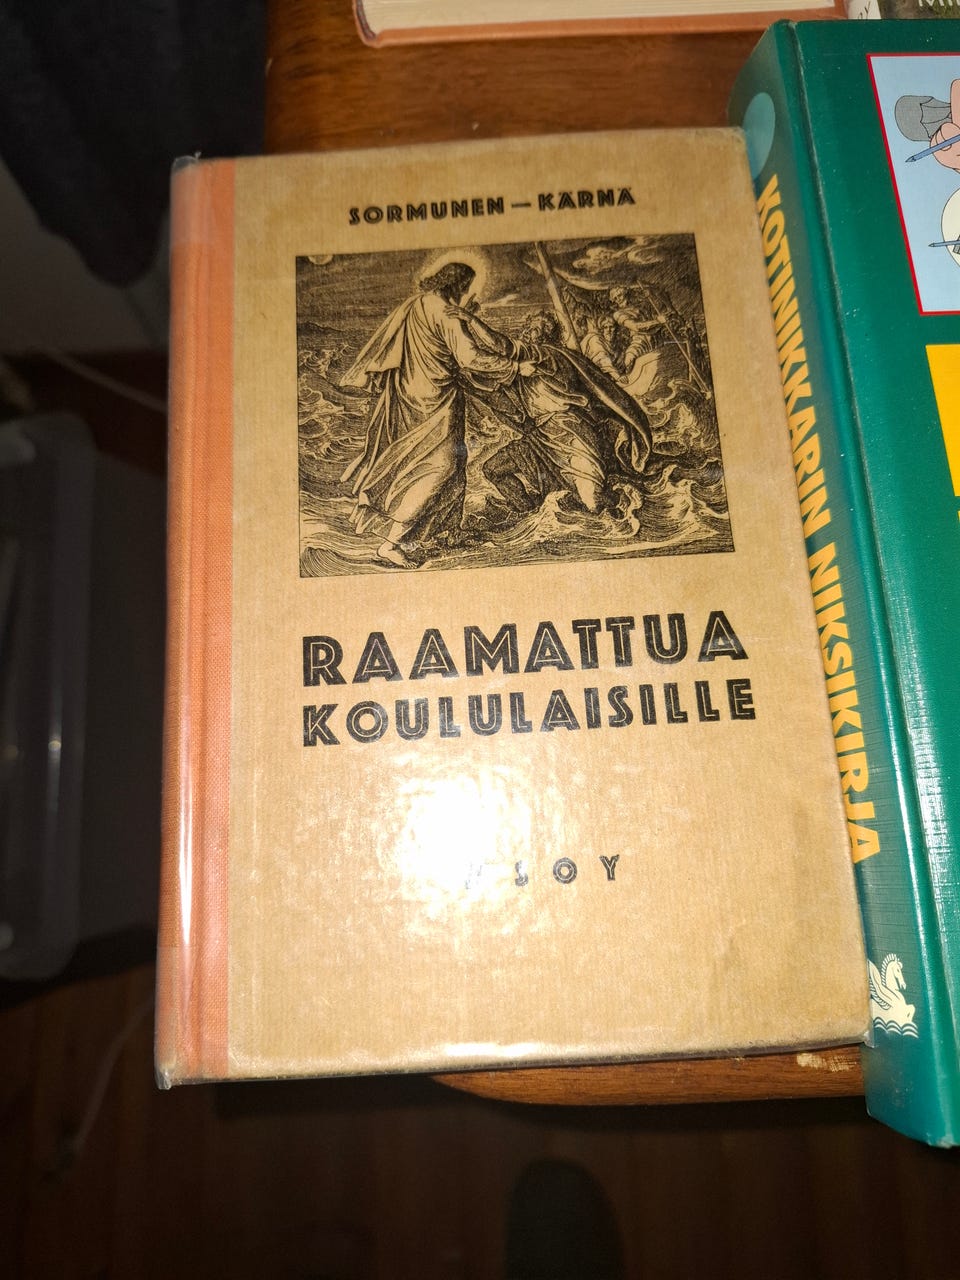 SORMUNEN — KÄRNÄ
RAAMATTUA
KOULULAISILLE
SOY
KOTINIKKARIN NIKSIKIRJA